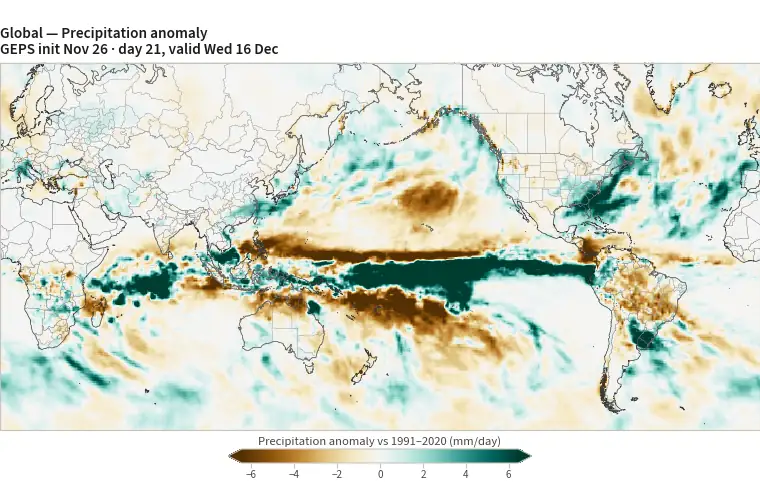 Global — Precipitation anomaly
GEPS init Nov 26 · day 21, valid Wed 16 Dec
Precipitation anomaly vs 1991–2020 (mm/day)
−6 −4 −2 0 2 4 6